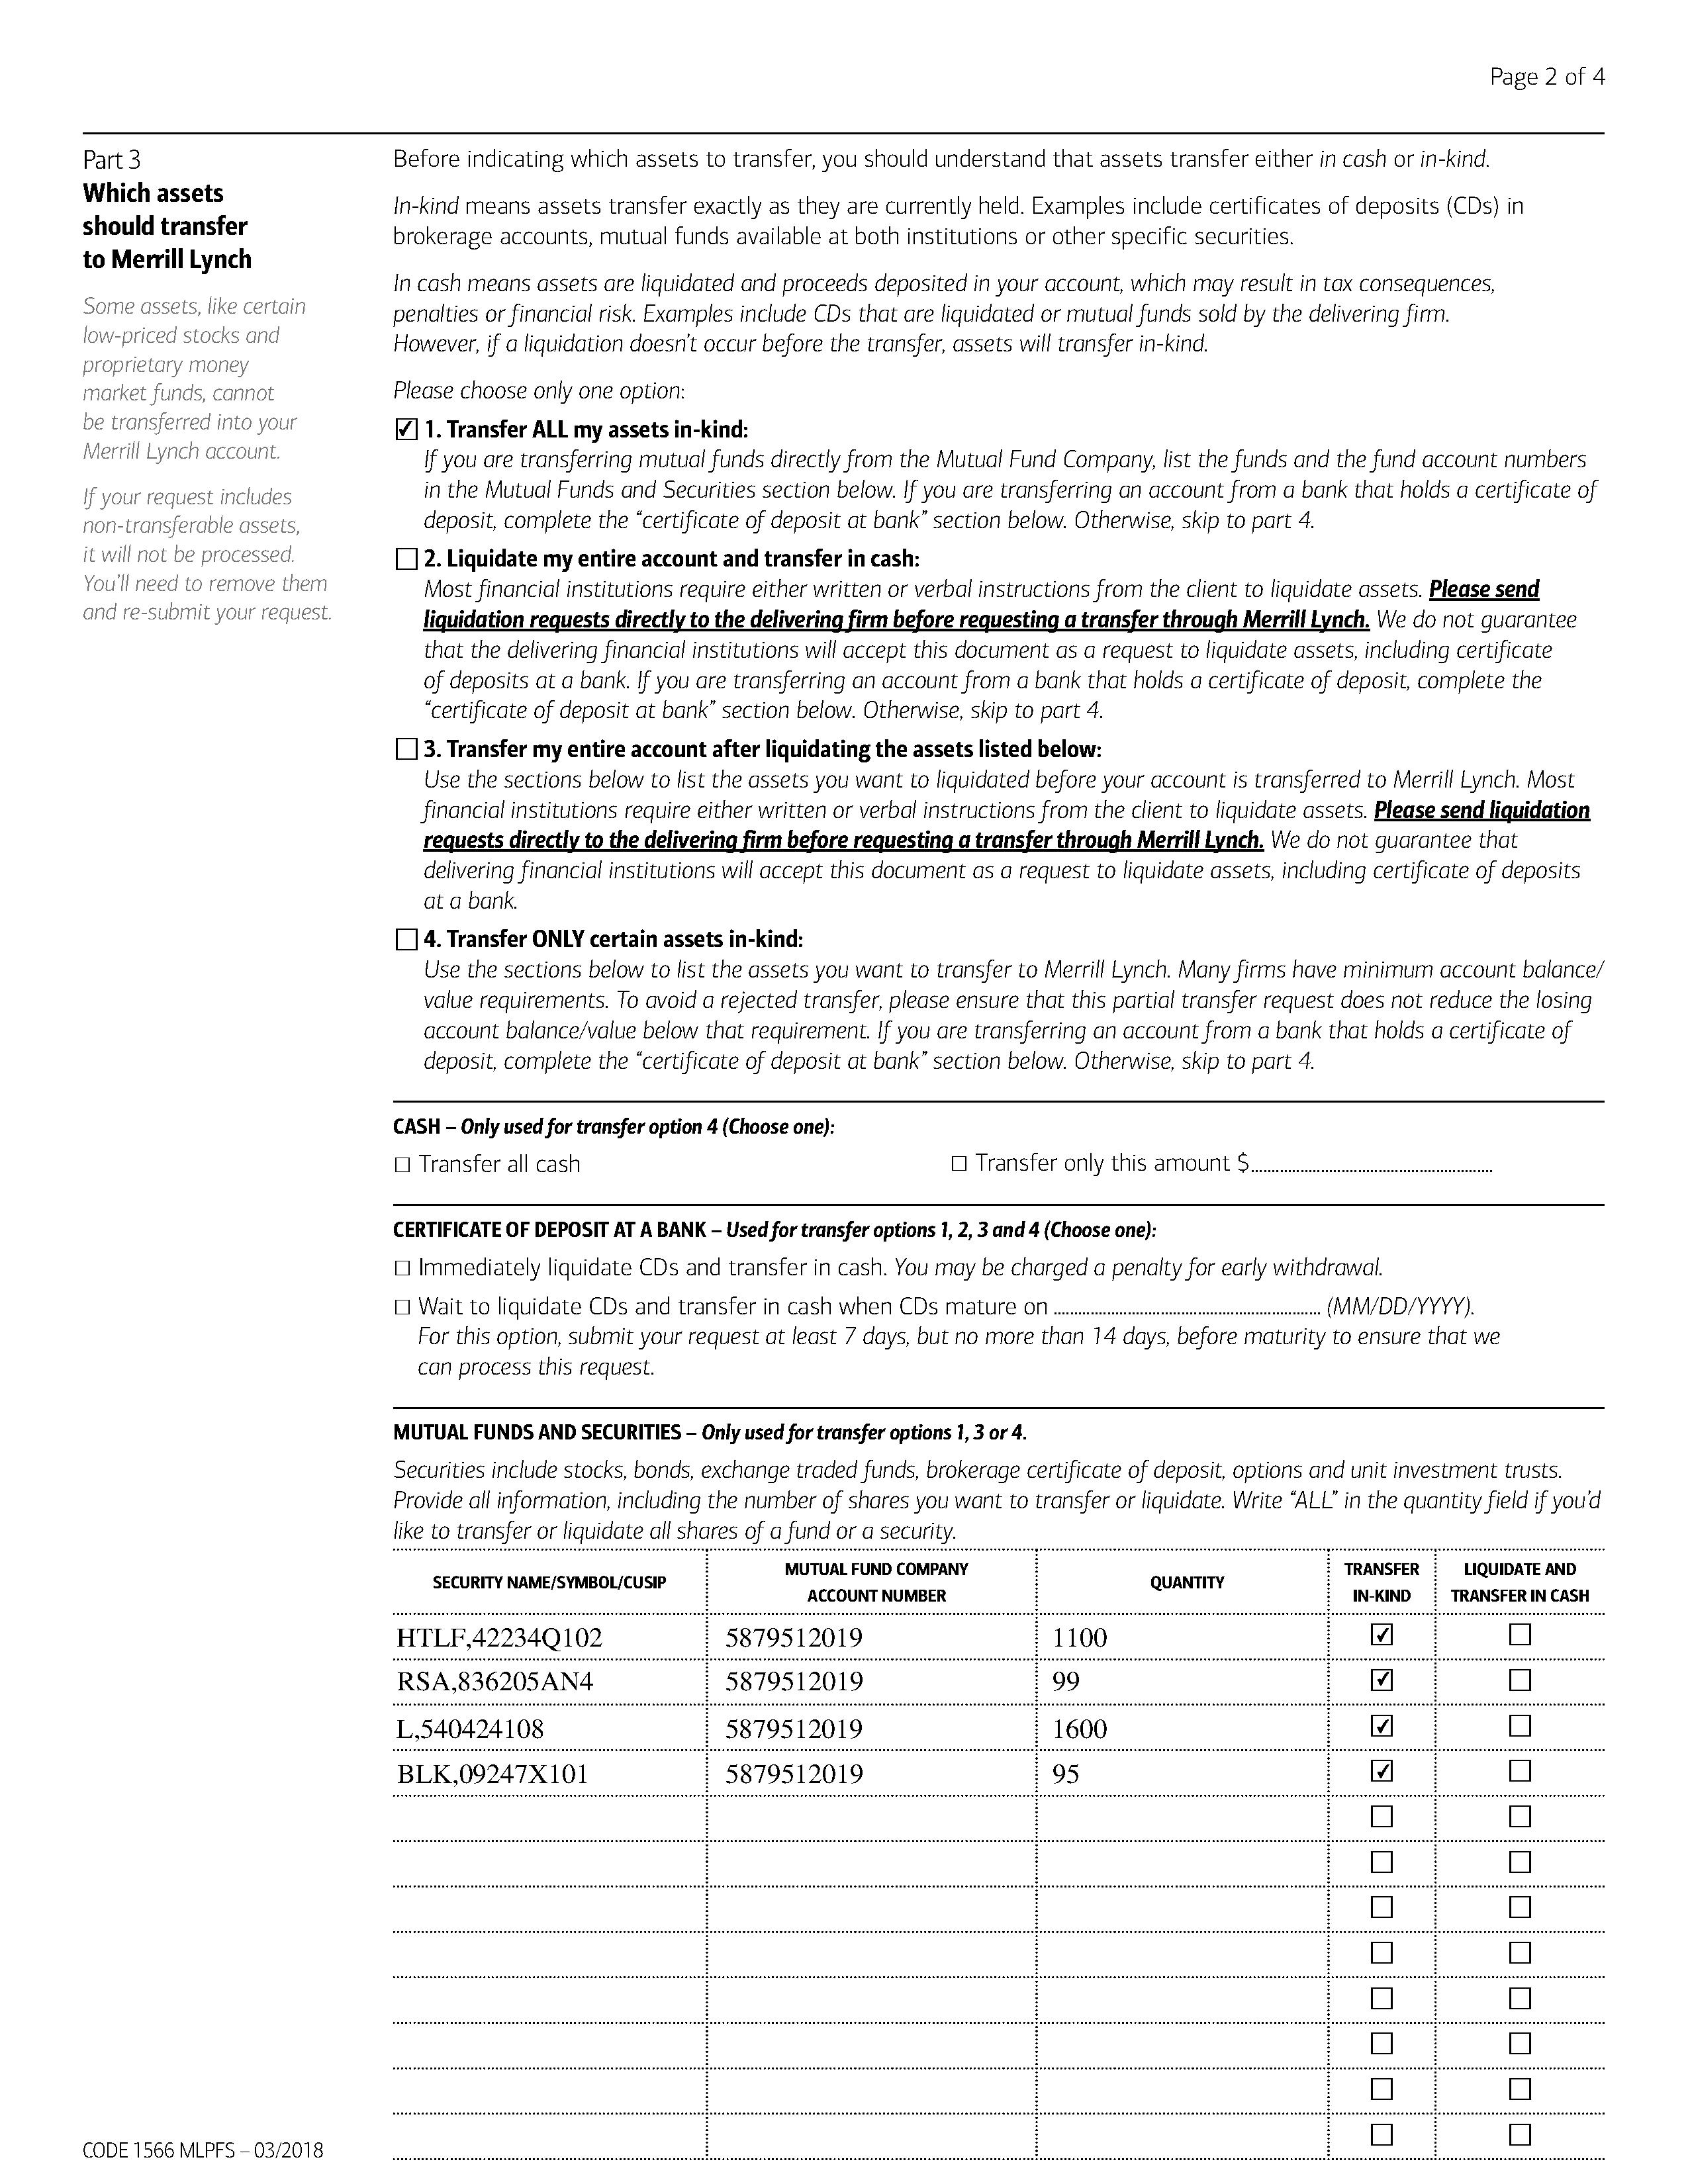 Page 2 of 4
Part 3
Which assets
should transfer
to Merrill Lynch
Some assets, like certain
low-priced stocks and
proprietary money
market funds, cannot
be transferred into your
Merrill Lynch account.
If your request includes
non-transferable assets,
it will not be processed.
You'll need to remove them
and re-submit your request.
Before indicating which assets to transfer, you should understand that assets transfer either in cash or in-kind.
In-kind means assets transfer exactly as they are currently held. Examples include certificates of deposits (CDs) in
brokerage accounts, mutual funds available at both institutions or other specific securities.
In cash means assets are liquidated and proceeds deposited in your account, which may result in tax consequences,
penalties or financial risk. Examples include CDs that are liquidated or mutual funds sold by the delivering firm.
However, if a liquidation doesn't occur before the transfer, assets will transfer in-kind.
Please choose only one option:
1. Transfer ALL my assets in-kind:
If you are transferring mutual funds directly from the Mutual Fund Company, list the funds and the fund account numbers
in the Mutual Funds and Securities section below. If you are transferring an account from a bank that holds a certificate of
deposit, complete the “certificate of deposit at bank” section below. Otherwise, skip to part 4.
2. Liquidate my entire account and transfer in cash:
Most financial institutions require either written or verbal instructions from the client to liquidate assets. Please send
liquidation requests directly to the delivering firm before requesting a transfer through Merrill Lynch. We do not guarantee
that the delivering financial institutions will accept this document as a request to liquidate assets, including certificate
of deposits at a bank. If you are transferring an account from a bank that holds a certificate of deposit, complete the
“certificate of deposit at bank” section below. Otherwise, skip to part 4.
3. Transfer my entire account after liquidating the assets listed below:
Use the sections below to list the assets you want to liquidated before your account is transferred to Merrill Lynch. Most
financial institutions require either written or verbal instructions from the client to liquidate assets. Please send liquidation
requests directly to the delivering firm before requesting a transfer through Merrill Lynch. We do not guarantee that
delivering financial institutions will accept this document as a request to liquidate assets, including certificate of deposits
at a bank.
4. Transfer ONLY certain assets in-kind:
Use the sections below to list the assets you want to transfer to Merrill Lynch. Many firms have minimum account balance/
value requirements. To avoid a rejected transfer, please ensure that this partial transfer request does not reduce the losing
account balance/value below that requirement. If you are transferring an account from a bank that holds a certificate of
deposit, complete the “certificate of deposit at bank” section below. Otherwise, skip to part 4.
CASH – Only used for transfer option 4 (Choose one):
Transfer all cash Transfer only this amount $
CERTIFICATE OF DEPOSIT AT A BANK – Used for transfer options 1, 2, 3 and 4 (Choose one):
Immediately liquidate CDs and transfer in cash. You may be charged a penalty for early withdrawal.
Wait to liquidate CDs and transfer in cash when CDs mature on (MM/DD/YYYY).
For this option, submit your request at least 7 days, but no more than 14 days, before maturity to ensure that we
can process this request.
MUTUAL FUNDS AND SECURITIES – Only used for transfer options 1, 3 or 4.
Securities include stocks, bonds, exchange traded funds, brokerage certificate of deposit, options and unit investment trusts.
Provide all information, including the number of shares you want to transfer or liquidate. Write “ALL” in the quantity field if you'd
like to transfer or liquidate all shares of a fund or a security.
SECURITY NAME/SYMBOL/CUSIP
MUTUAL FUND COMPANY
ACCOUNT NUMBER
QUANTITY
TRANSFER
IN-KIND
LIQUIDATE AND
TRANSFER IN CASH
HTLF,42234Q102 5879512019 1100
RSA,836205AN4 5879512019 99
L,540424108 5879512019 1600
BLK,09247X101 5879512019 95
CODE 1566 MLPFS – 03/2018